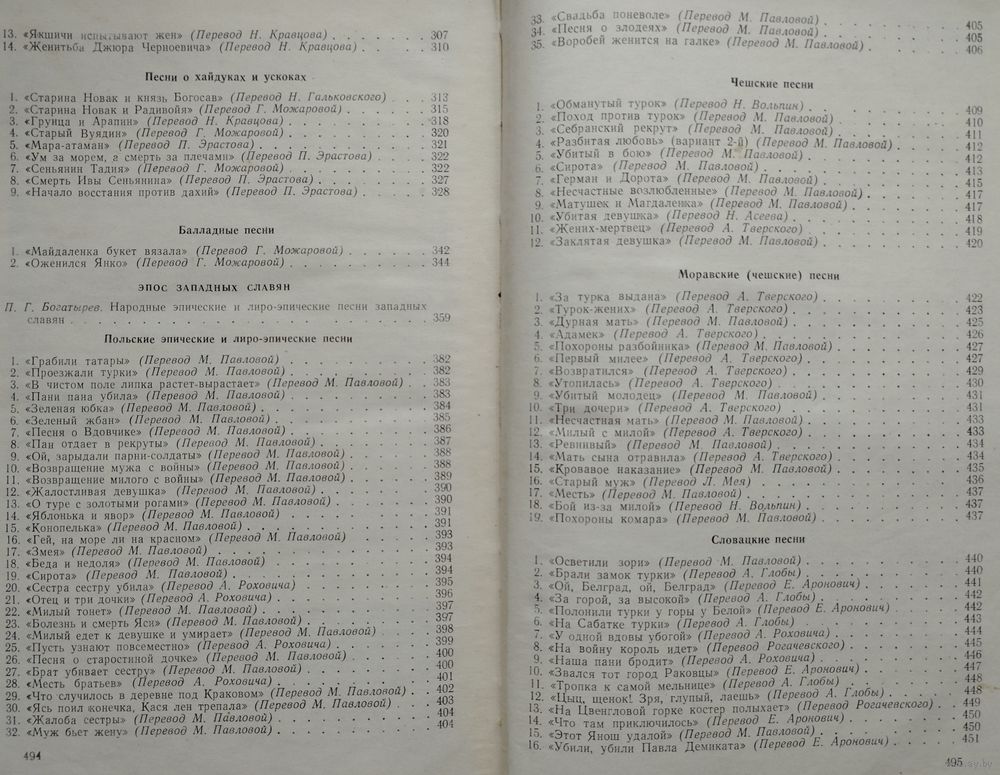 13. «Якшичи испытывают жен» (Перевод Н. Кравцова) . . . . . . . 307
14. «Женитьба Джура Черноевича» (Перевод Н. Кравцова) . . . . 310
Песни о хайдуках и ускоках
1. «Старина Новак и князь Богосав» (Перевод Н. Гальковского) . . . 313
2. «Старина Новак и Радивойя» (Перевод Г. Можаровой) . . . . . 315
3. «Грунца и Арапин» (Перевод Н. Кравцова) . . . . . . . . . 318
4. «Старый Вуядин» (Перевод Г. Можаровой) . . . . . . . . . 320
5. «Мара-атаман» (Перевод П. Эрастова) . . . . . . . . . . . 321
6. «Ум за морем, а смерть за плечами» (Перевод П. Эрастова) . . . 322
7. «Сеньянин Тадия» (Перевод Г. Можаровой) . . . . . . . . . 322
8. «Смерть Ивы Сеньянина» (Перевод П. Эрастова) . . . . . . . 327
9. «Начало восстания против дахий» (Перевод П. Эрастова) . . . . 328
Балладные песни
1. «Майдаленка букет вязала» (Перевод Г. Можаровой) . . . . . . 342
2. «Оженился Янко» (Перевод Г. Можаровой) . . . . . . . . . 344
ЭПОС ЗАПАДНЫХ СЛАВЯН
П. Г. Богатырев. Народные эпические и лиро-эпические песни западных
славян . . . . . . . . . . . . . . . . . . . . 359
Польские эпические и лиро-эпические песни
1. «Грабили татары» (Перевод М. Павловой) . . . . . . . . . 382
2. «Проезжали турки» (Перевод М. Павловой) . . . . . . . . . 382
3. «В чистом поле липка растет-вырастает» (Перевод М. Павловой) . . 383
4. «Пани пана убила» (Перевод М. Павловой) . . . . . . . . . 383
5. «Зеленая юбка» (Перевод М. Павловой) . . . . . . . . . . 384
6. «Зеленый жбан» (Перевод М. Павловой) . . . . . . . . . . 385
7. «Песня о Вдовчике» (Перевод М. Павловой) . . . . . . . . . 386
8. «Пан отдает в рекруты» (Перевод М. Павловой) . . . . . . . 387
9. «Ой, зарыдали парни-солдаты» (Перевод М. Павловой) . . . . . 388
10. «Возвращение мужа с войны» (Перевод М. Павловой) . . . . . 388
11. «Возвращение милого с войны» (Перевод М. Павловой) . . . . . 389
12. «Жалостливая девушка» (Перевод М. Павловой) . . . . . . . 390
13. «О туре с золотыми рогами» (Перевод М. Павловой) . . . . . . 390
14. «Яблонька и явор» (Перевод М. Павловой) . . . . . . . . . 391
15. «Конопелька» (Перевод М. Павловой) . . . . . . . . . . . 391
16. «Гей, на море ли на красном» (Перевод М. Павловой) . . . . . 393
17. «Змея» (Перевод М. Павловой) . . . . . . . . . . . . . 393
18. «Беда и недоля» (Перевод М. Павловой) . . . . . . . . . . 394
19. «Сирота» (Перевод М. Павловой) . . . . . . . . . . . . 394
20. «Сестра сестру убила» (Перевод А. Роховича) . . . . . . . . 395
21. «Отец и три дочки» (Перевод А. Роховича) . . . . . . . . . 396
22. «Милый тонет» (Перевод М. Павловой) . . . . . . . . . . 397
23. «Болезнь и смерть Яси» (Перевод М. Павловой) . . . . . . . 397
24. «Милый едет к девушке и умирает» (Перевод М. Павловой) . . . 398
25. «Пусть узнают повсеместно» (Перевод А. Роховича) . . . . . . 399
26. «Песня о старостиной дочке» (Перевод М. Павловой) . . . . . 400
27. «Брат убивает сестру» (Перевод М. Павловой) . . . . . . . . 400
28. «Месть братьев» (Перевод А. Роховича) . . . . . . . . . . 401
29. «Что случилось в деревне под Краковом» (Перевод М. Павловой) . . 402
30. «Ясь поил конечка, Кася лен трепала» (Перевод М. Павловой) . . . 403
31. «Жалоба сестры» (Перевод М. Павловой) . . . . . . . . . . 404
32. «Муж бьет жену» (Перевод М. Павловой) . . . . . . . . . . 404
494
33. «Свадьба поневоле» (Перевод М. Павловой) . . . . . . . . . 405
34. «Песня о злодеях» (Перевод М. Павловой) . . . . . . . . . 405
35. «Воробей женится на галке» (Перевод М. Павловой) . . . . . . 406
Чешские песни
1. «Обманутый турок» (Перевод Н. Вольпин) . . . . . . . . . 409
2. «Поход против турок» (Перевод М. Павловой) . . . . . . . . 410
3. «Себранский рекрут» (Перевод М. Павловой) . . . . . . . . 411
4. «Разбитая любовь» (вариант 2-й) (Перевод М. Павловой) . . . . 412
5. «Убитый в бою» (Перевод М. Павловой) . . . . . . . . . . 412
6. «Сирота» (Перевод М. Павловой) . . . . . . . . . . . . 413
7. «Герман и Дорота» (Перевод М. Павловой) . . . . . . . . . 415
8. «Несчастные возлюбленные» (Перевод М. Павловой) . . . . . . 417
9. «Матушек и Магдаленка» (Перевод М. Павловой) . . . . . . . 417
10. «Убитая девушка» (Перевод Н. Асеева) . . . . . . . . . . 418
11. «Жених-мертвец» (Перевод А. Тверского) . . . . . . . . . 419
12. «Заклятая девушка» (Перевод М. Павловой) . . . . . . . . 420
Моравские (чешские) песни
1. «За турка выдана» (Перевод А. Тверского) . . . . . . . . . 422
2. «Турок-жених» (Перевод А. Тверского) . . . . . . . . . . 423
3. «Дурная мать» (Перевод М. Павловой) . . . . . . . . . . 425
4. «Адамек» (Перевод А. Тверского) . . . . . . . . . . . . 426
5. «Похороны разбойника» (Перевод М. Павловой) . . . . . . . 427
6. «Первый милее» (Перевод А. Тверского) . . . . . . . . . . 427
7. «Возвратился» (Перевод А. Тверского) . . . . . . . . . . 429
8. «Утопилась» (Перевод А. Тверского) . . . . . . . . . . . 430
9. «Убитый молодец» (Перевод М. Павловой) . . . . . . . . . 431
10. «Три дочери» (Перевод А. Тверского) . . . . . . . . . . 431
11. «Несчастная мать» (Перевод М. Павловой) . . . . . . . . . 433
12. «Милый с милой» (Перевод А. Тверского) . . . . . . . . . 433
13. «Ревнивый» (Перевод М. Павловой) . . . . . . . . . . . 434
14. «Мать сына отравила» (Перевод А. Тверского) . . . . . . . . 434
15. «Кровавое наказание» (Перевод М. Павловой) . . . . . . . . 435
16. «Старый муж» (Перевод Л. Мея) . . . . . . . . . . . . 436
17. «Месть» (Перевод М. Павловой) . . . . . . . . . . . . 437
18. «Бой из-за милой» (Перевод Н. Вольпин) . . . . . . . . . 437
19. «Похороны комара» (Перевод М. Павловой) . . . . . . . . . 437
Словацкие песни
1. «Осветили зори» (Перевод М. Павловой) . . . . . . . . . . 440
2. «Брали замок турки» (Перевод А. Глобы) . . . . . . . . . 440
3. «Ой, Белград, ой, Белград» (Перевод Е. Аронович) . . . . . . 441
4. «За горой, за высокой» (Перевод А. Глобы) . . . . . . . . . 442
5. «Полонили турки у горы у Белой» (Перевод Е. Аронович) . . . . 442
6. «На Сабатке турки» (Перевод А. Глобы) . . . . . . . . . . 443
7. «У одной вдовы убогой» (Перевод А. Роховича) . . . . . . . 444
8. «На войну король идет» (Перевод Рогачевского) . . . . . . . 445
9. «Наша пани бродит» (Перевод А. Роховича) . . . . . . . . . 446
10. «Звался тот город Раковцы» (Перевод Е. Аронович) . . . . . . 447
11. «Тропка к самой мельнице» (Перевод А. Глобы) . . . . . . . 448
12. «Цыц, щенок! Зря, глупый, лаешь» (Перевод А. Глобы) . . . . . 448
13. «На Цвенгловой горке костер полыхает» (Перевод Рогачевского) . . 449
14. «Что там приключилось» (Перевод Е. Аронович) . . . . . . . 450
15. «Этот Янош удалой» (Перевод М. Павловой) . . . . . . . . 450
16. «Убили, убили Павла Демиката» (Перевод Е. Аронович) . . . . . 451
495